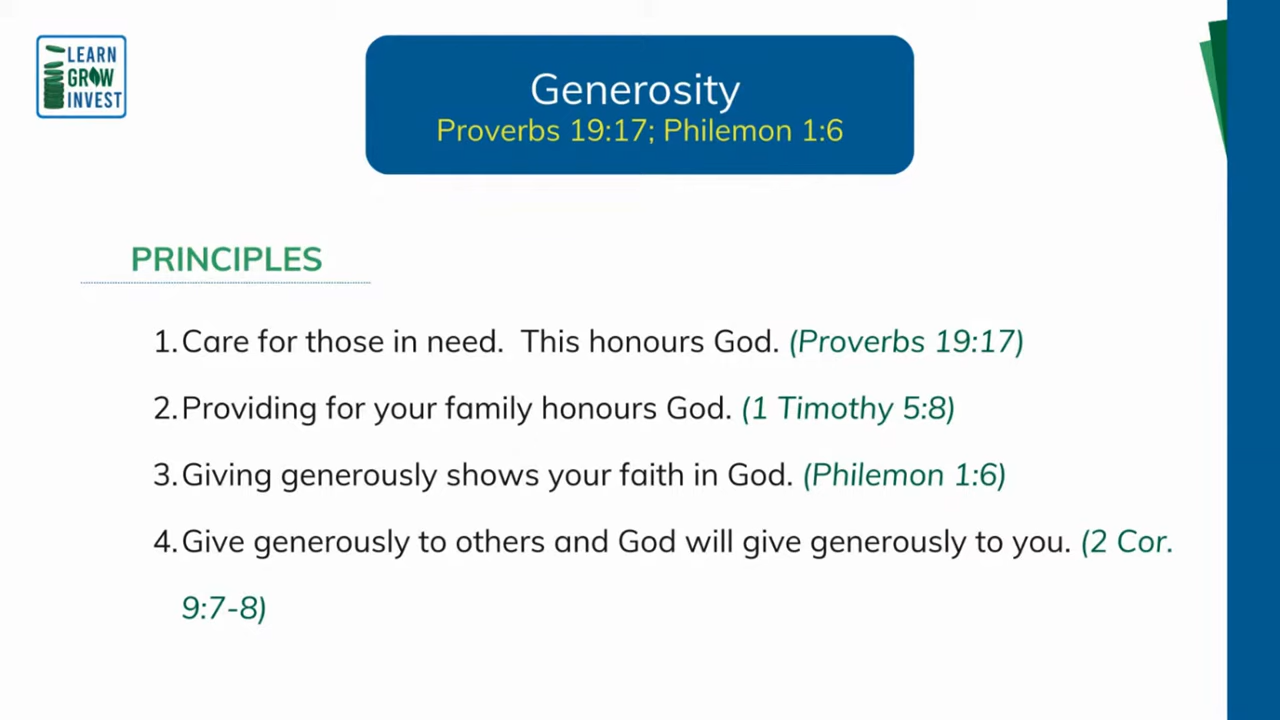 LEARN
GROW
INVEST
Generosity
Proverbs 19:17; Philemon 1:6
PRINCIPLES
1. Care for those in need.  This honours God. (Proverbs 19:17)
2. Providing for your family honours God. (1 Timothy 5:8)
3. Giving generously shows your faith in God. (Philemon 1:6)
4. Give generously to others and God will give generously to you. (2 Cor.
9:7-8)